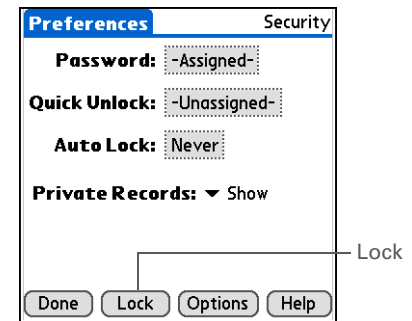 Preferences Security
Password: -Assigned-
Quick Unlock: -Unassigned-
Auto Lock: Never
Private Records: Show
Lock
Done Lock Options Help